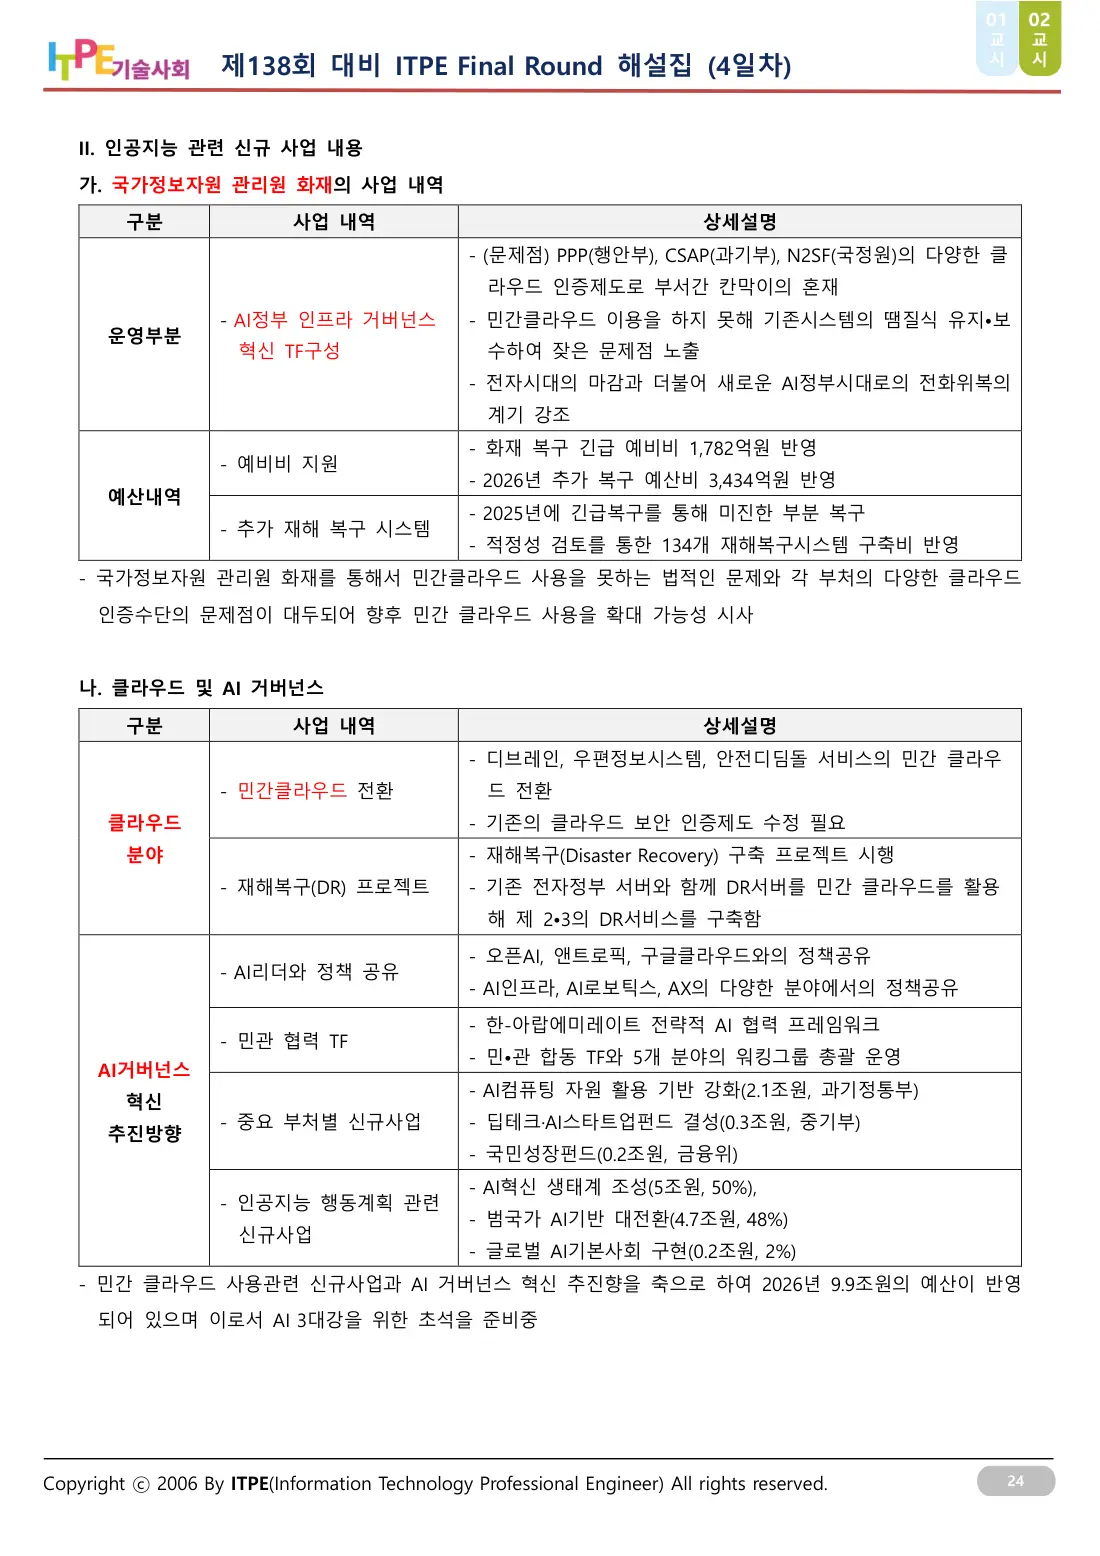 01
교
시
02
교
시
ITPE기술사회 제138회 대비 ITPE Final Round 해설집 (4일차)
II. 인공지능 관련 신규 사업 내용
가. 국가정보자원 관리원 화재의 사업 내역
구분 사업 내역 상세설명
운영부분
- AI정부 인프라 거버넌스
혁신 TF구성
- (문제점) PPP(행안부), CSAP(과기부), N2SF(국정원)의 다양한 클
라우드 인증제도로 부서간 칸막이의 혼재
- 민간클라우드 이용을 하지 못해 기존시스템의 땜질식 유지•보
수하여 잦은 문제점 노출
- 전자시대의 마감과 더불어 새로운 AI정부시대로의 전화위복의
계기 강조
예산내역
- 예비비 지원
- 화재 복구 긴급 예비비 1,782억원 반영
- 2026년 추가 복구 예산비 3,434억원 반영
- 추가 재해 복구 시스템
- 2025년에 긴급복구를 통해 미진한 부분 복구
- 적정성 검토를 통한 134개 재해복구시스템 구축비 반영
- 국가정보자원 관리원 화재를 통해서 민간클라우드 사용을 못하는 법적인 문제와 각 부처의 다양한 클라우드
인증수단의 문제점이 대두되어 향후 민간 클라우드 사용을 확대 가능성 시사
나. 클라우드 및 AI 거버넌스
구분 사업 내역 상세설명
클라우드
분야
- 민간클라우드 전환
- 디브레인, 우편정보시스템, 안전디딤돌 서비스의 민간 클라우
드 전환
- 기존의 클라우드 보안 인증제도 수정 필요
- 재해복구(DR) 프로젝트
- 재해복구(Disaster Recovery) 구축 프로젝트 시행
- 기존 전자정부 서버와 함께 DR서버를 민간 클라우드를 활용
해 제 2•3의 DR서비스를 구축함
AI거버넌스
혁신
추진방향
- AI리더와 정책 공유
- 오픈AI, 앤트로픽, 구글클라우드와의 정책공유
- AI인프라, AI로보틱스, AX의 다양한 분야에서의 정책공유
- 민관 협력 TF
- 한-아랍에미레이트 전략적 AI 협력 프레임워크
- 민•관 합동 TF와 5개 분야의 워킹그룹 총괄 운영
- 중요 부처별 신규사업
- AI컴퓨팅 자원 활용 기반 강화(2.1조원, 과기정통부)
- 딥테크·AI스타트업펀드 결성(0.3조원, 중기부)
- 국민성장펀드(0.2조원, 금융위)
- 인공지능 행동계획 관련
신규사업
- AI혁신 생태계 조성(5조원, 50%),
- 범국가 AI기반 대전환(4.7조원, 48%)
- 글로벌 AI기본사회 구현(0.2조원, 2%)
- 민간 클라우드 사용관련 신규사업과 AI 거버넌스 혁신 추진향을 축으로 하여 2026년 9.9조원의 예산이 반영
되어 있으며 이로서 AI 3대강을 위한 초석을 준비중
Copyright ⓒ 2006 By ITPE(Information Technology Professional Engineer) All rights reserved.
24